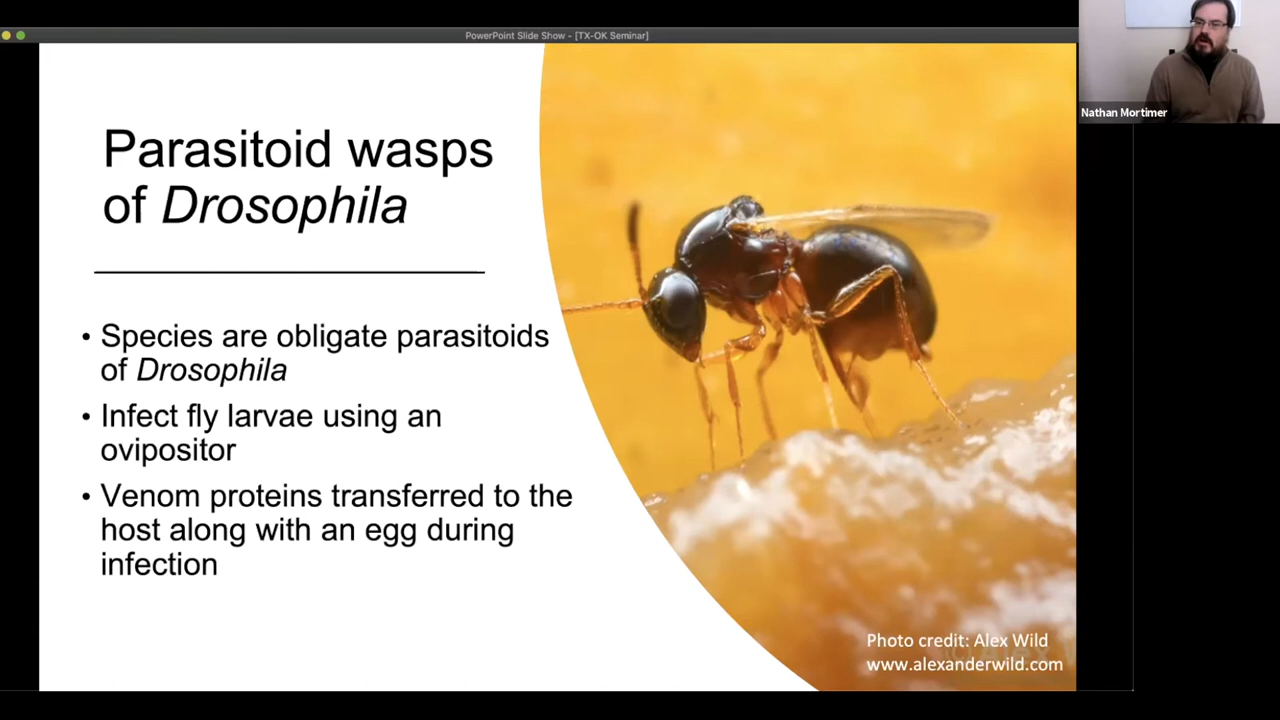 PowerPoint Slide Show - [TX-OK Seminar]
Nathan Mortimer
Parasitoid wasps
of Drosophila
• Species are obligate parasitoids
of Drosophila
• Infect fly larvae using an
ovipositor
• Venom proteins transferred to the
host along with an egg during
infection
Photo credit: Alex Wild
www.alexanderwild.com